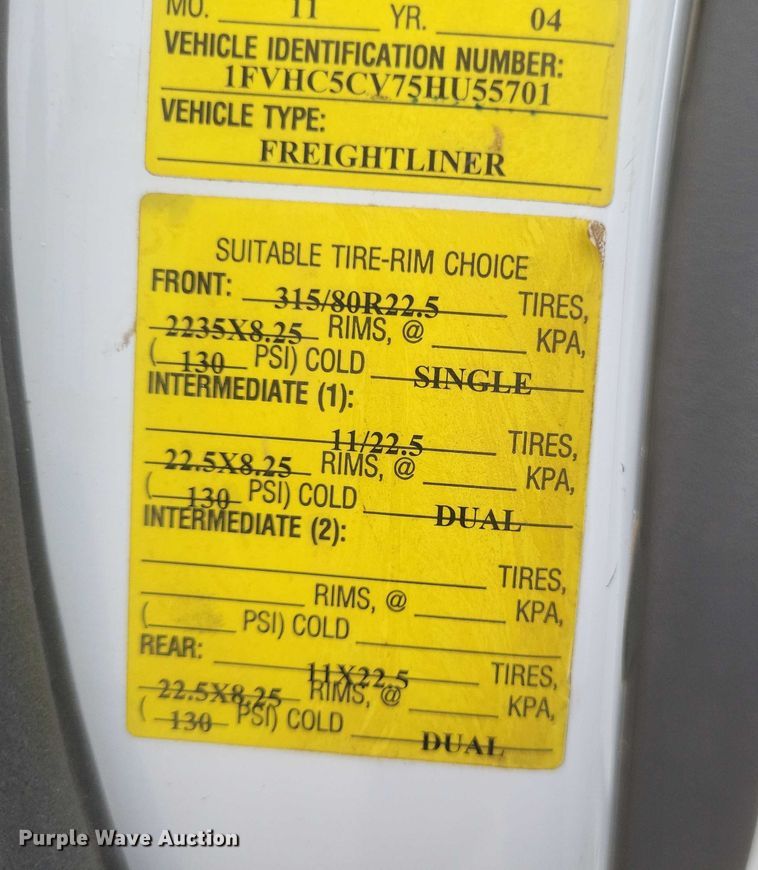 MO. 11 YR. 04
VEHICLE IDENTIFICATION NUMBER:
1FVHC5CV75HU55701
VEHICLE TYPE:
FREIGHTLINER
SUITABLE TIRE-RIM CHOICE
FRONT: 315/80R22.5 TIRES,
2235X8.25 RIMS, @ KPA,
(130 PSI) COLD SINGLE
INTERMEDIATE (1):
11/22.5 TIRES,
22.5X8.25 RIMS, @ KPA,
(130 PSI) COLD DUAL
INTERMEDIATE (2):
TIRES,
RIMS, @ KPA,
( PSI) COLD
REAR: 11X22.5 TIRES,
22.5X8.25 RIMS, @ KPA,
(130 PSI) COLD DUAL
Purple Wave Auction